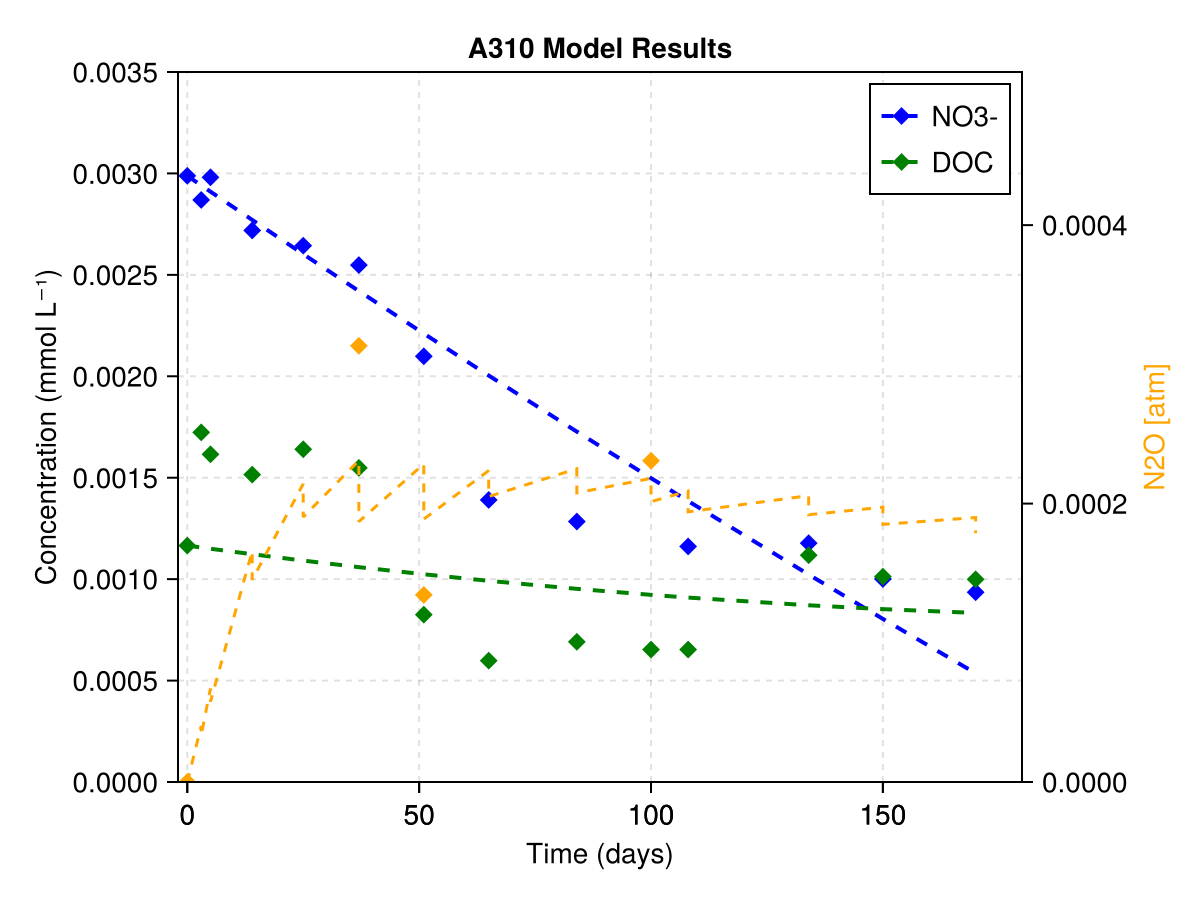 A310 Model Results
0.0035
0.0030
0.0025
0.0020
0.0015
0.0010
0.0005
0.0000
Concentration (mmol L⁻¹)
NO3-
DOC
0.0004
0.0002
0.0000
N2O [atm]
0 50 100 150
Time (days)